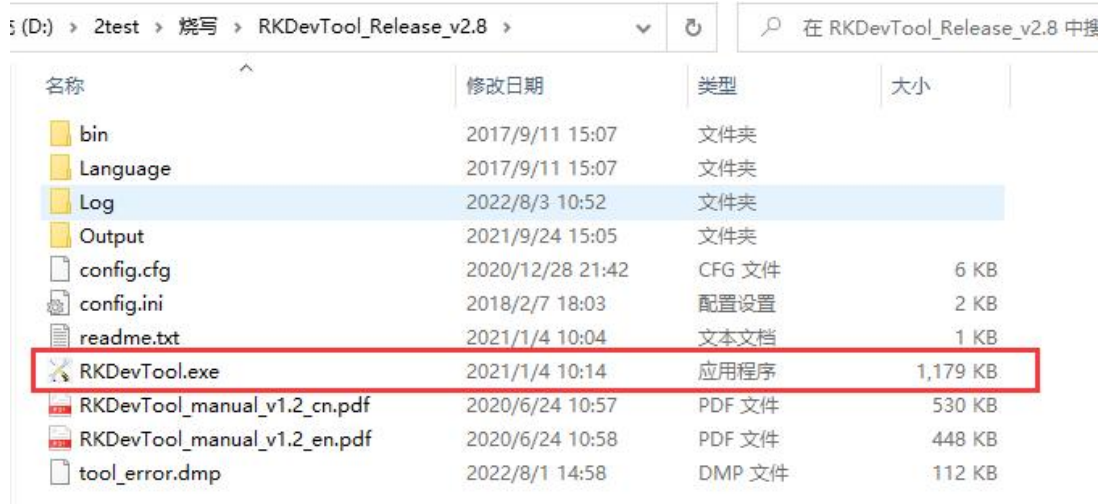 (D:) > 2test > 烧写 > RKDevTool_Release_v2.8 > 在 RKDevTool_Release_v2.8 中
名称 修改日期 类型 大小
bin 2017/9/11 15:07 文件夹
Language 2017/9/11 15:07 文件夹
Log 2022/8/3 10:52 文件夹
Output 2021/9/24 15:05 文件夹
config.cfg 2020/12/28 21:42 CFG 文件 6 KB
config.ini 2018/2/7 18:03 配置设置 2 KB
readme.txt 2021/1/4 10:04 文本文档 1 KB
RKDevTool.exe 2021/1/4 10:14 应用程序 1,179 KB
RKDevTool_manual_v1.2_cn.pdf 2020/6/24 10:57 PDF 文件 530 KB
RKDevTool_manual_v1.2_en.pdf 2020/6/24 10:58 PDF 文件 448 KB
tool_error.dmp 2022/8/1 14:58 DMP 文件 112 KB